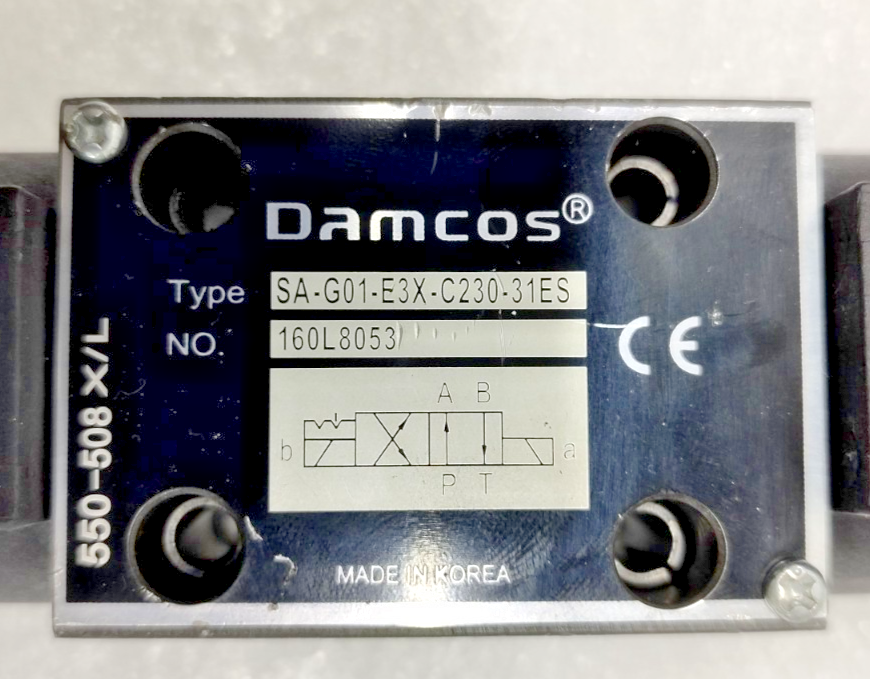 Damcos®
Type SA-G01-E3X-C230-31ES
NO. 160L8053
A B
b a
P T
CE
MADE IN KOREA
550-508 X/L